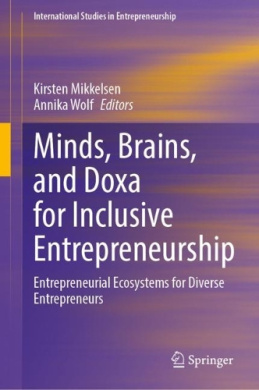 International Studies in Entrepreneurship
Kirsten Mikkelsen
Annika Wolf Editors
Minds, Brains,
and Doxa
for Inclusive
Entrepreneurship
Entrepreneurial Ecosystems for Diverse
Entrepreneurs
Springer